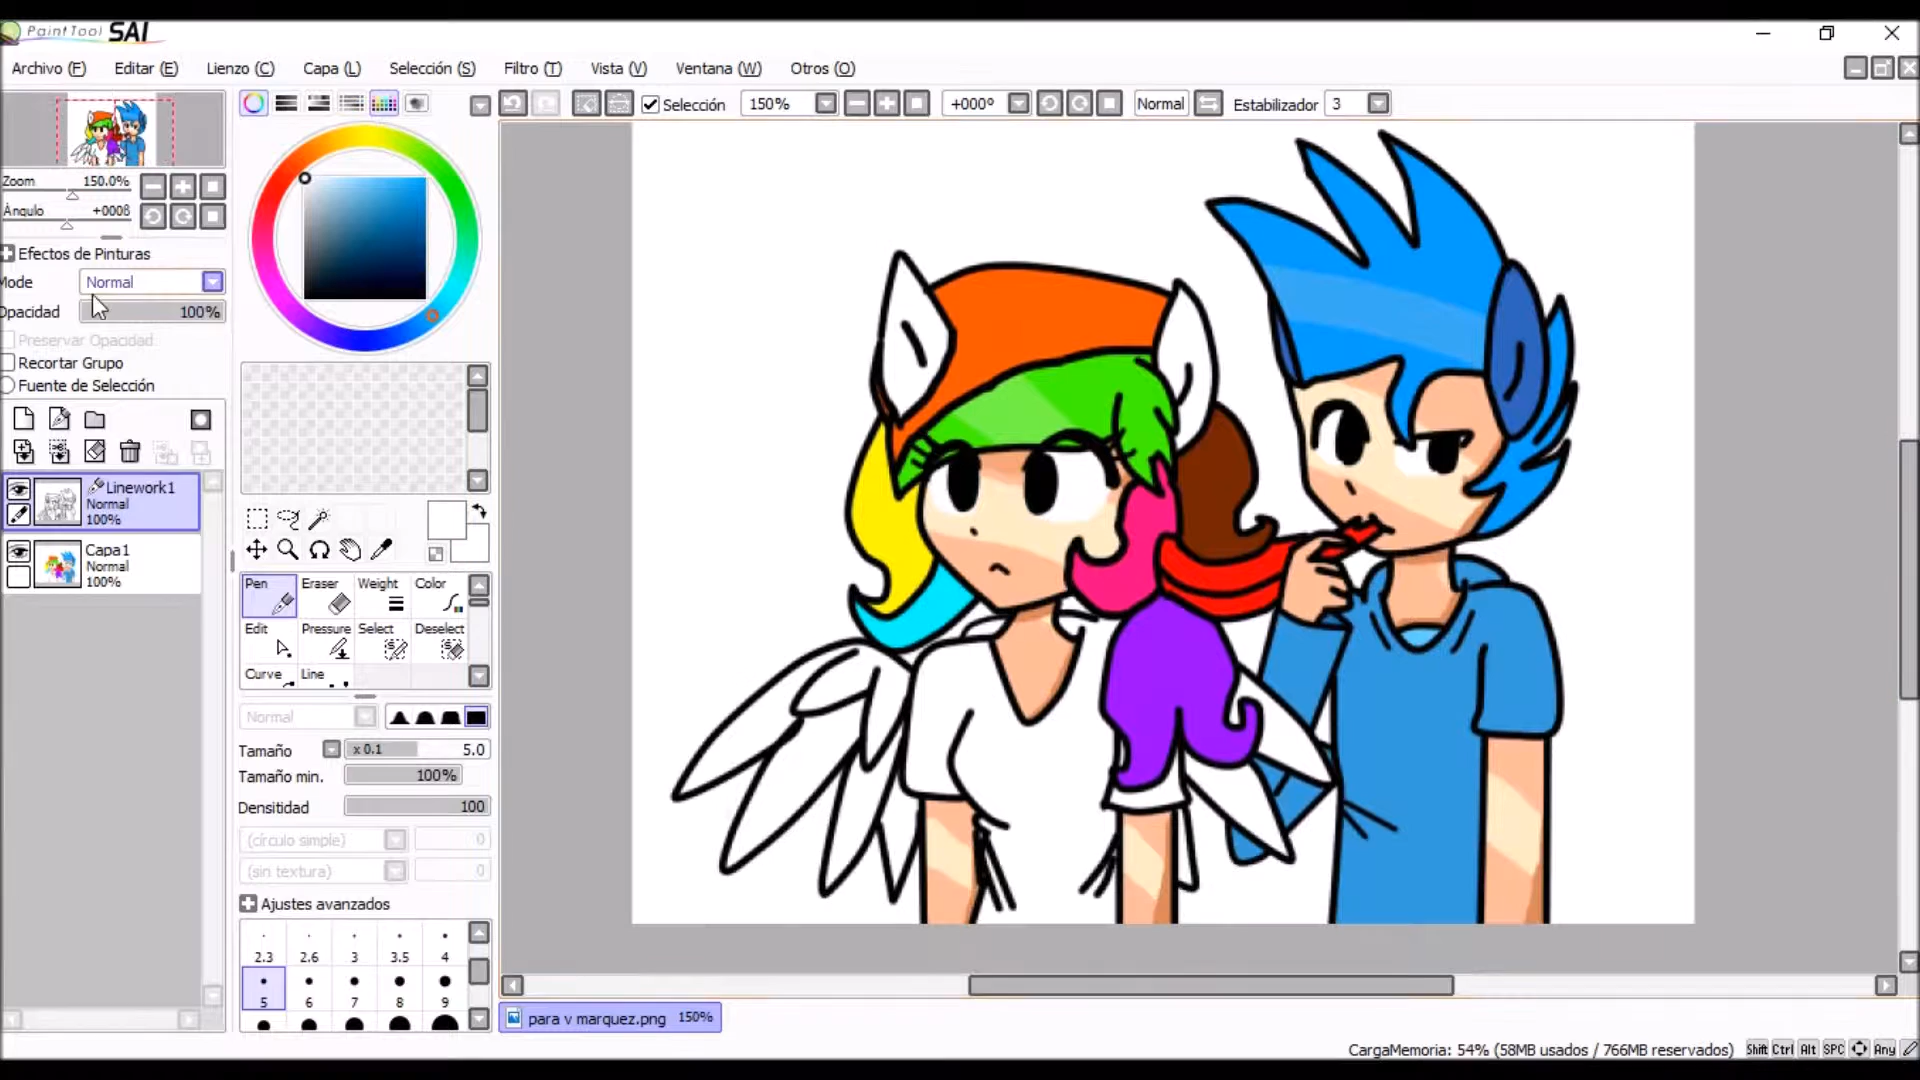 PaintTool SAI
Archivo (F) Editar (E) Lienzo (C) Capa (L) Selección (S) Filtro (T) Vista (V) Ventana (W) Otros (O)
Selección 150% +000º Normal Estabilizador 3
Zoom 150.0%
Ángulo +000ß
Efectos de Pinturas
Mode Normal
Opacidad 100%
Preservar Opacidad
Recortar Grupo
Fuente de Selección
Linework1
Normal
100%
Capa1
Normal
100%
Pen Eraser Weight Color
Edit Pressure Select Deselect
Curve Line
Normal
Tamaño x 0.1 5.0
Tamaño min. 100%
Densitidad 100
(círculo simple) 0
(sin textura) 0
Ajustes avanzados
2.3 2.6 3 3.5 4
5 6 7 8 9
para v marquez.png 150%
CargaMemoria: 54% (58MB usados / 766MB reservados) Shift Ctrl Alt SPC Any